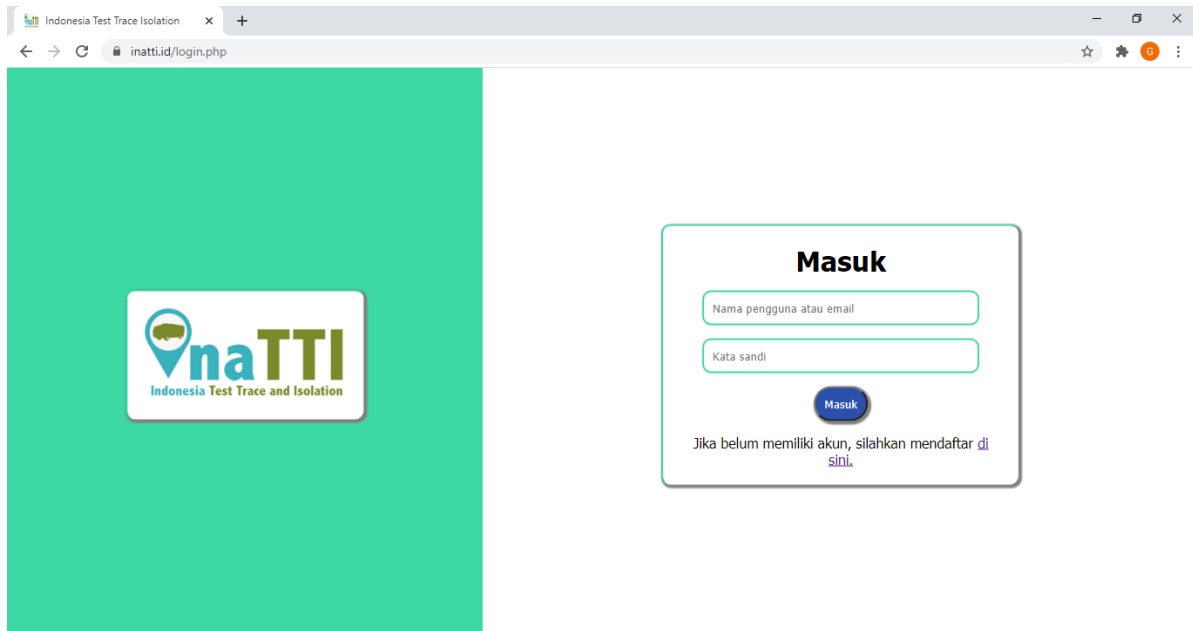 Indonesia Test Trace Isolation
inatti.id/login.php
G
inaTTI
Indonesia Test Trace and Isolation
Masuk
Nama pengguna atau email
Kata sandi
Masuk
Jika belum memiliki akun, silahkan mendaftar di
sini.